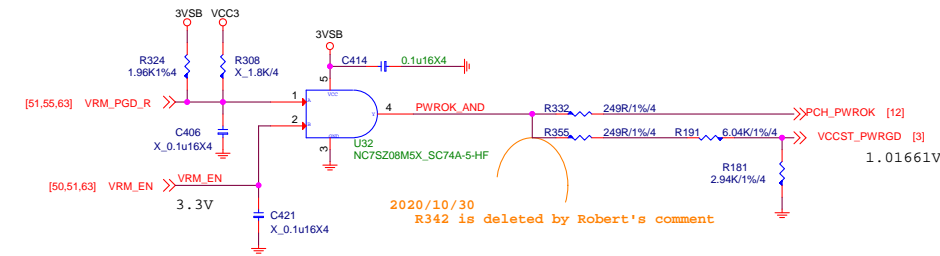 3VSB VCC3
3VSB
R324 R308 C414 0.1u16X4
1.96K1%4 X_1.8K/4
5
VCC
[51,55,63] VRM_PGD_R 1 A 4 PWROK_AND R332 249R/1%/4 PCH_PWROK [12]
Y
C406 2 B R355 249R/1%/4 R191 6.04K/1%/4 VCCST_PWRGD [3]
X_0.1u16X4 GND U32 1.01661V
3 NC7SZ08M5X_SC74A-5-HF
R181
2.94K/1%/4
[50,51,63] VRM_EN VRM_EN
3.3V
C421
X_0.1u16X4
2020/10/30
R342 is deleted by Robert's comment